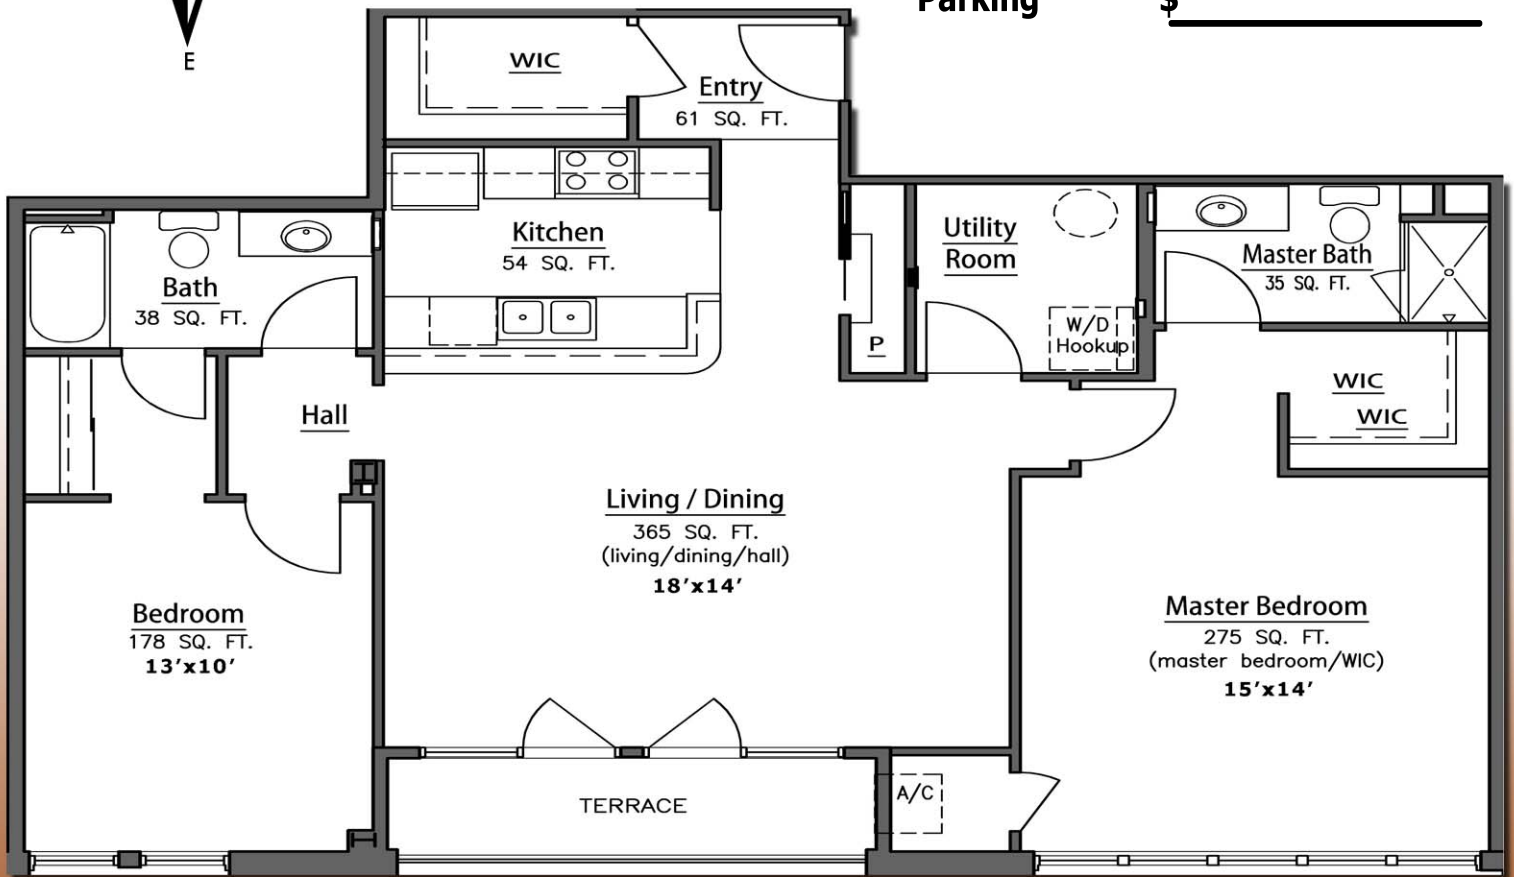 Parking $
E
WIC
Entry
61 SQ. FT.
Kitchen
54 SQ. FT.
Utility
Room
Master Bath
35 SQ. FT.
Bath
38 SQ. FT.
W/D
Hookup
P
WIC
WIC
Hall
Living / Dining
365 SQ. FT.
(living/dining/hall)
18'x14'
Bedroom
178 SQ. FT.
13'x10'
Master Bedroom
275 SQ. FT.
(master bedroom/WIC)
15'x14'
A/C
TERRACE